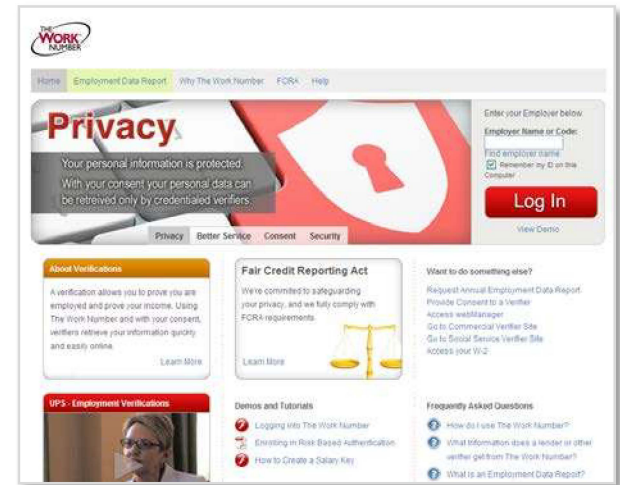 THE
WORK
NUMBER
Home Employment Data Report Why The Work Number FCRA Help
Privacy
Your personal information is protected.
With your consent your personal data can
be retreived only by credentialed verifiers.
Privacy Better Service Consent Security
Enter your Employer below
Employer Name or Code:
Find employer name
Remember my ID on this
Computer
Log In
View Demo
About Verifications
A verification allows you to prove you are
employed and prove your income. Using
The Work Number and with your consent,
verifiers retrieve your information quickly
and easily online.
Learn More
Fair Credit Reporting Act
We're committed to safeguarding
your privacy, and we fully comply with
FCRA requirements.
Learn More
Want to do something else?
Request Annual Employment Data Report
Provide Consent to a Verifier
Access webManager
Go to Commercial Verifier Site
Go to Social Service Verifier Site
Access your W-2
UPS - Employment Verifications
Demos and Tutorials
Logging into The Work Number
Enrolling in Risk Based Authentication
How to Create a Salary Key
Frequently Asked Questions
How do I use The Work Number?
What Information does a lender or other
verifier get from The Work Number?
What is an Employment Data Report?